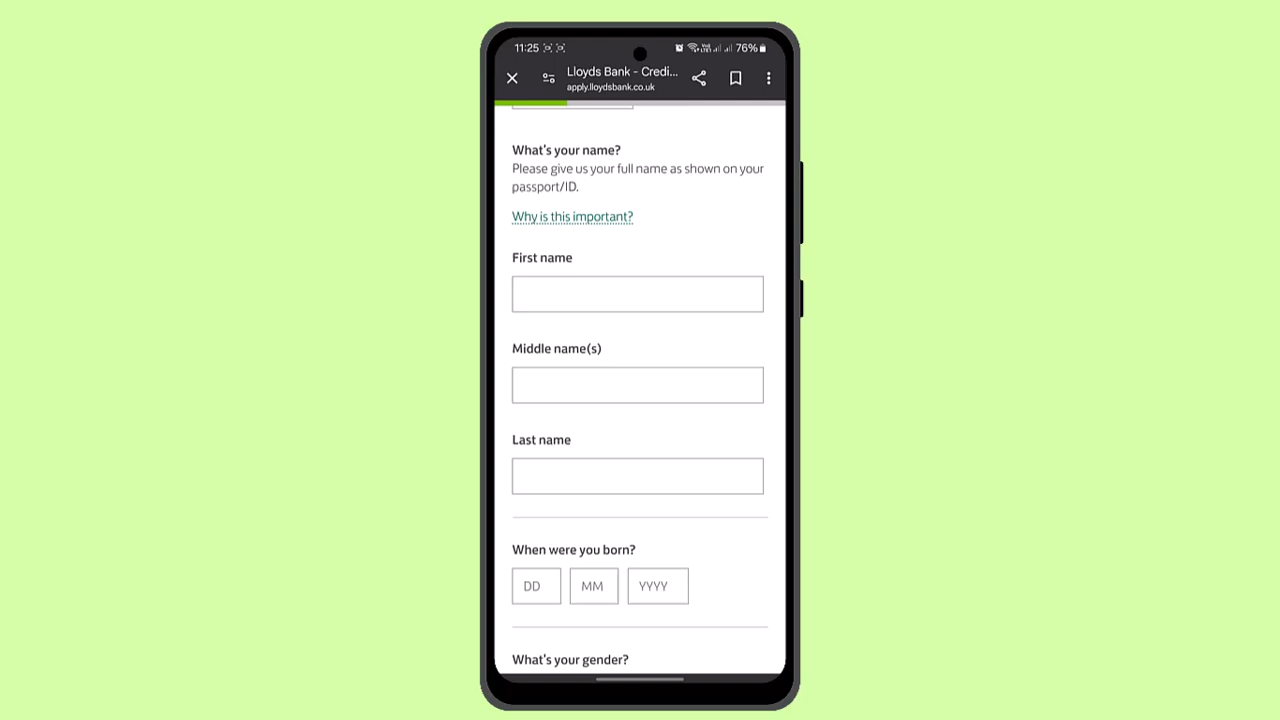 11:25
76%
Lloyds Bank - Credi...
apply.lloydsbank.co.uk
What's your name?
Please give us your full name as shown on your
passport/ID.
Why is this important?
First name
Middle name(s)
Last name
When were you born?
DD MM YYYY
What's your gender?